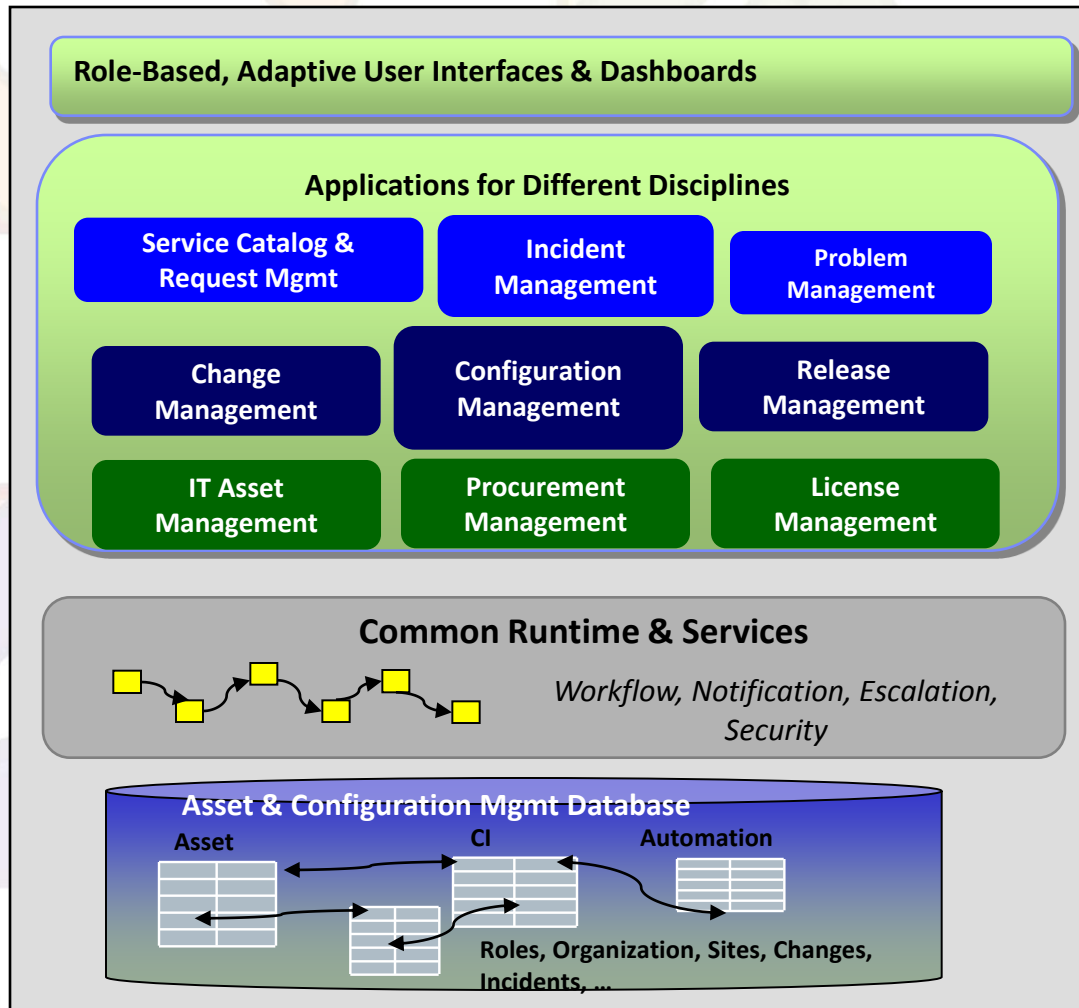 Role-Based, Adaptive User Interfaces & Dashboards
Applications for Different Disciplines
Service Catalog &
Request Mgmt
Incident
Management
Problem
Management
Change
Management
Configuration
Management
Release
Management
IT Asset
Management
Procurement
Management
License
Management
Common Runtime & Services
Workflow, Notification, Escalation,
Security
Asset & Configuration Mgmt Database
Asset
CI
Automation
Roles, Organization, Sites, Changes,
Incidents, ...